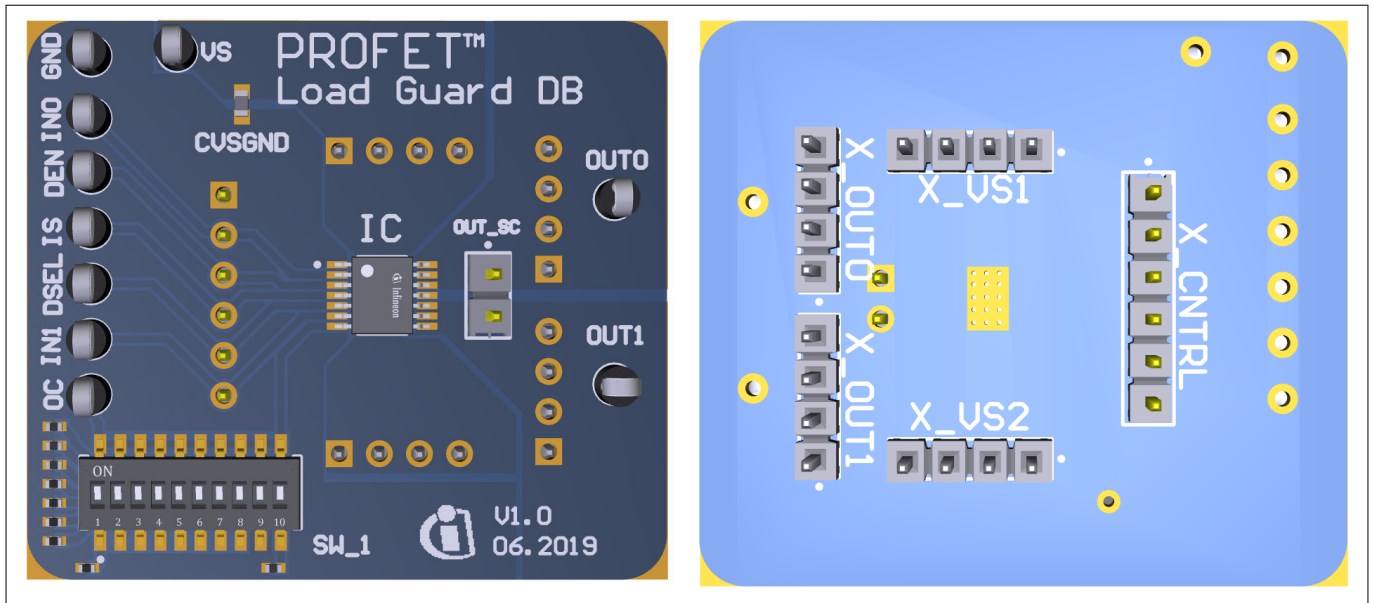 PROFET™
Load Guard DB
GND
VS
IN0
CVSGND
DEN
OUT0
IS
IC
OUT_SC
DSEL
Infineon
IN1
OUT1
OC
ON
1 2 3 4 5 6 7 8 9 10
SW_1
V1.0
06.2019
X_OUT0
X_VS1
X_CNTRL
X_OUT1
X_VS2